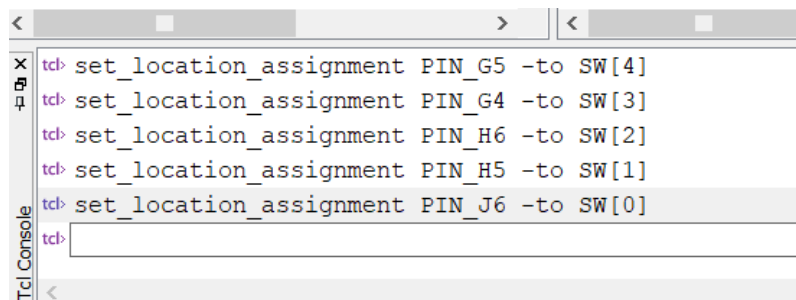 tcl> set_location_assignment PIN_G5 -to SW[4]
tcl> set_location_assignment PIN_G4 -to SW[3]
tcl> set_location_assignment PIN_H6 -to SW[2]
tcl> set_location_assignment PIN_H5 -to SW[1]
tcl> set_location_assignment PIN_J6 -to SW[0]
tcl>
Tcl Console